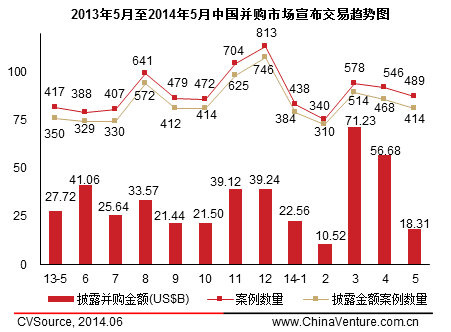 2013年5月至2014年5月中国并购市场宣布交易趋势图
813
704 746
641
578 546
417 388 407 572 479 472 625 438 489
340 514 468
350 329 330 412 414 384 310 414
100
75
50
25
0
27.72 41.06 25.64 33.57 21.44 21.50 39.12 39.24 22.56 10.52 71.23 56.68 18.31
13-5 6 7 8 9 10 11 12 14-1 2 3 4 5
披露并购金额(US$B) 案例数量 披露金额案例数量
CVSource, 2014.06 www.ChinaVenture.com.cn